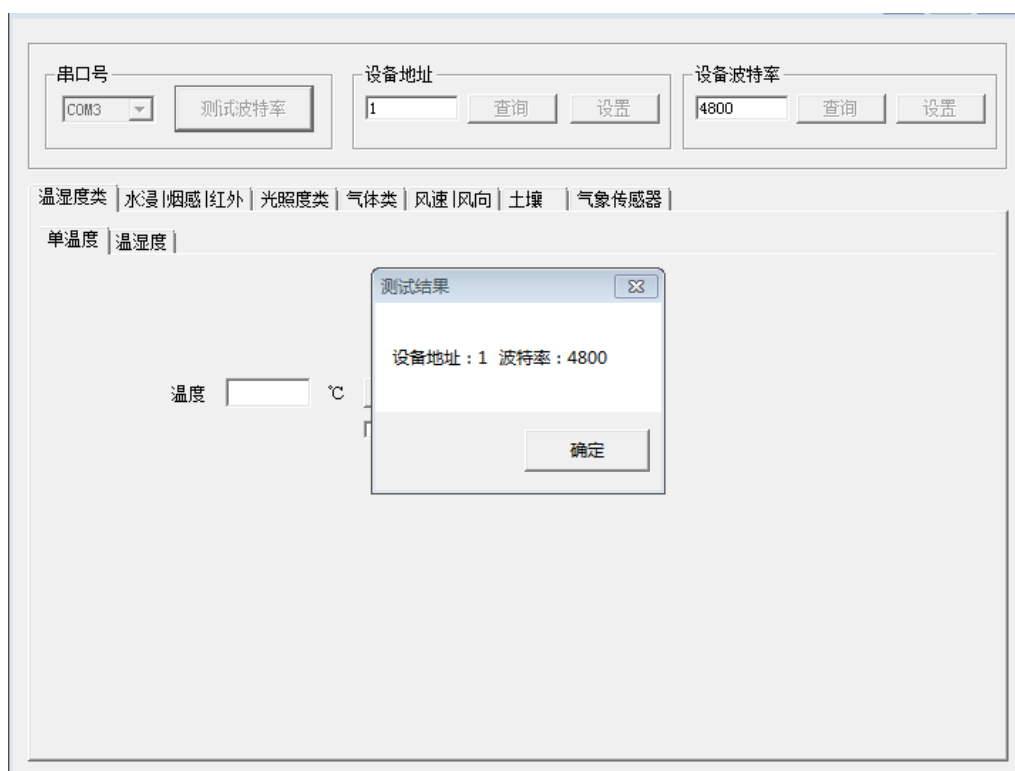 串口号
COM3 测试波特率
设备地址
1 查询 设置
设备波特率
4800 查询 设置
温湿度类 水浸|烟感|红外 光照度类 气体类 风速|风向 土壤 气象传感器
单温度 温湿度
测试结果
设备地址：1 波特率：4800
温度 ℃
确定